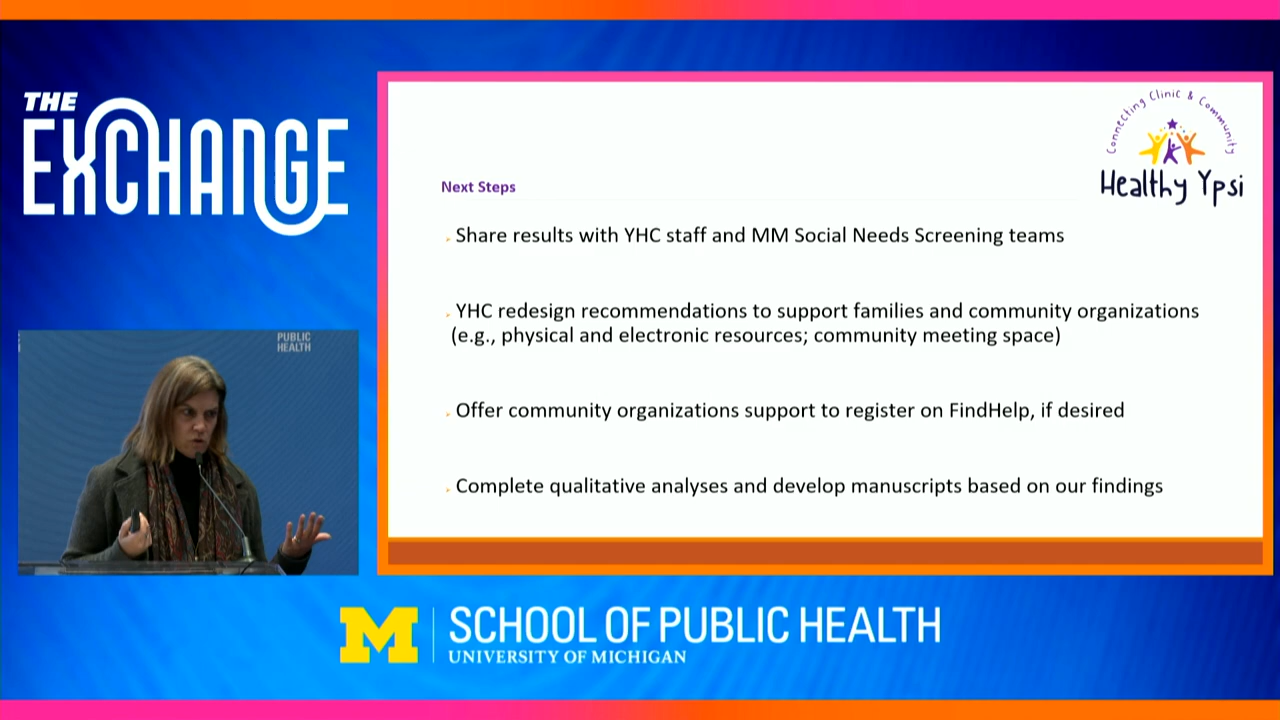 THE
EXCHANGE
PUBLIC
HEALTH
Connecting Clinic & Community
Healthy Ypsi
Next Steps
Share results with YHC staff and MM Social Needs Screening teams
YHC redesign recommendations to support families and community organizations
(e.g., physical and electronic resources; community meeting space)
Offer community organizations support to register on FindHelp, if desired
Complete qualitative analyses and develop manuscripts based on our findings
M
SCHOOL OF PUBLIC HEALTH
UNIVERSITY OF MICHIGAN